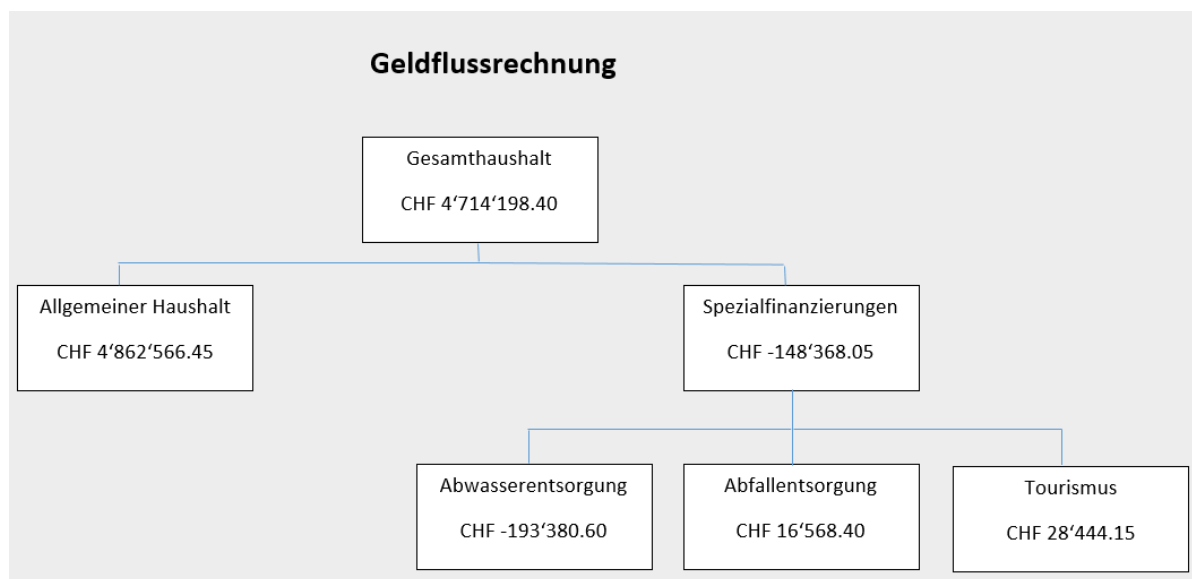 Geldflussrechnung
Gesamthaushalt
CHF 4‘714‘198.40
Allgemeiner Haushalt
CHF 4‘862‘566.45
Spezialfinanzierungen
CHF -148‘368.05
Abwasserentsorgung
CHF -193‘380.60
Abfallentsorgung
CHF 16‘568.40
Tourismus
CHF 28‘444.15